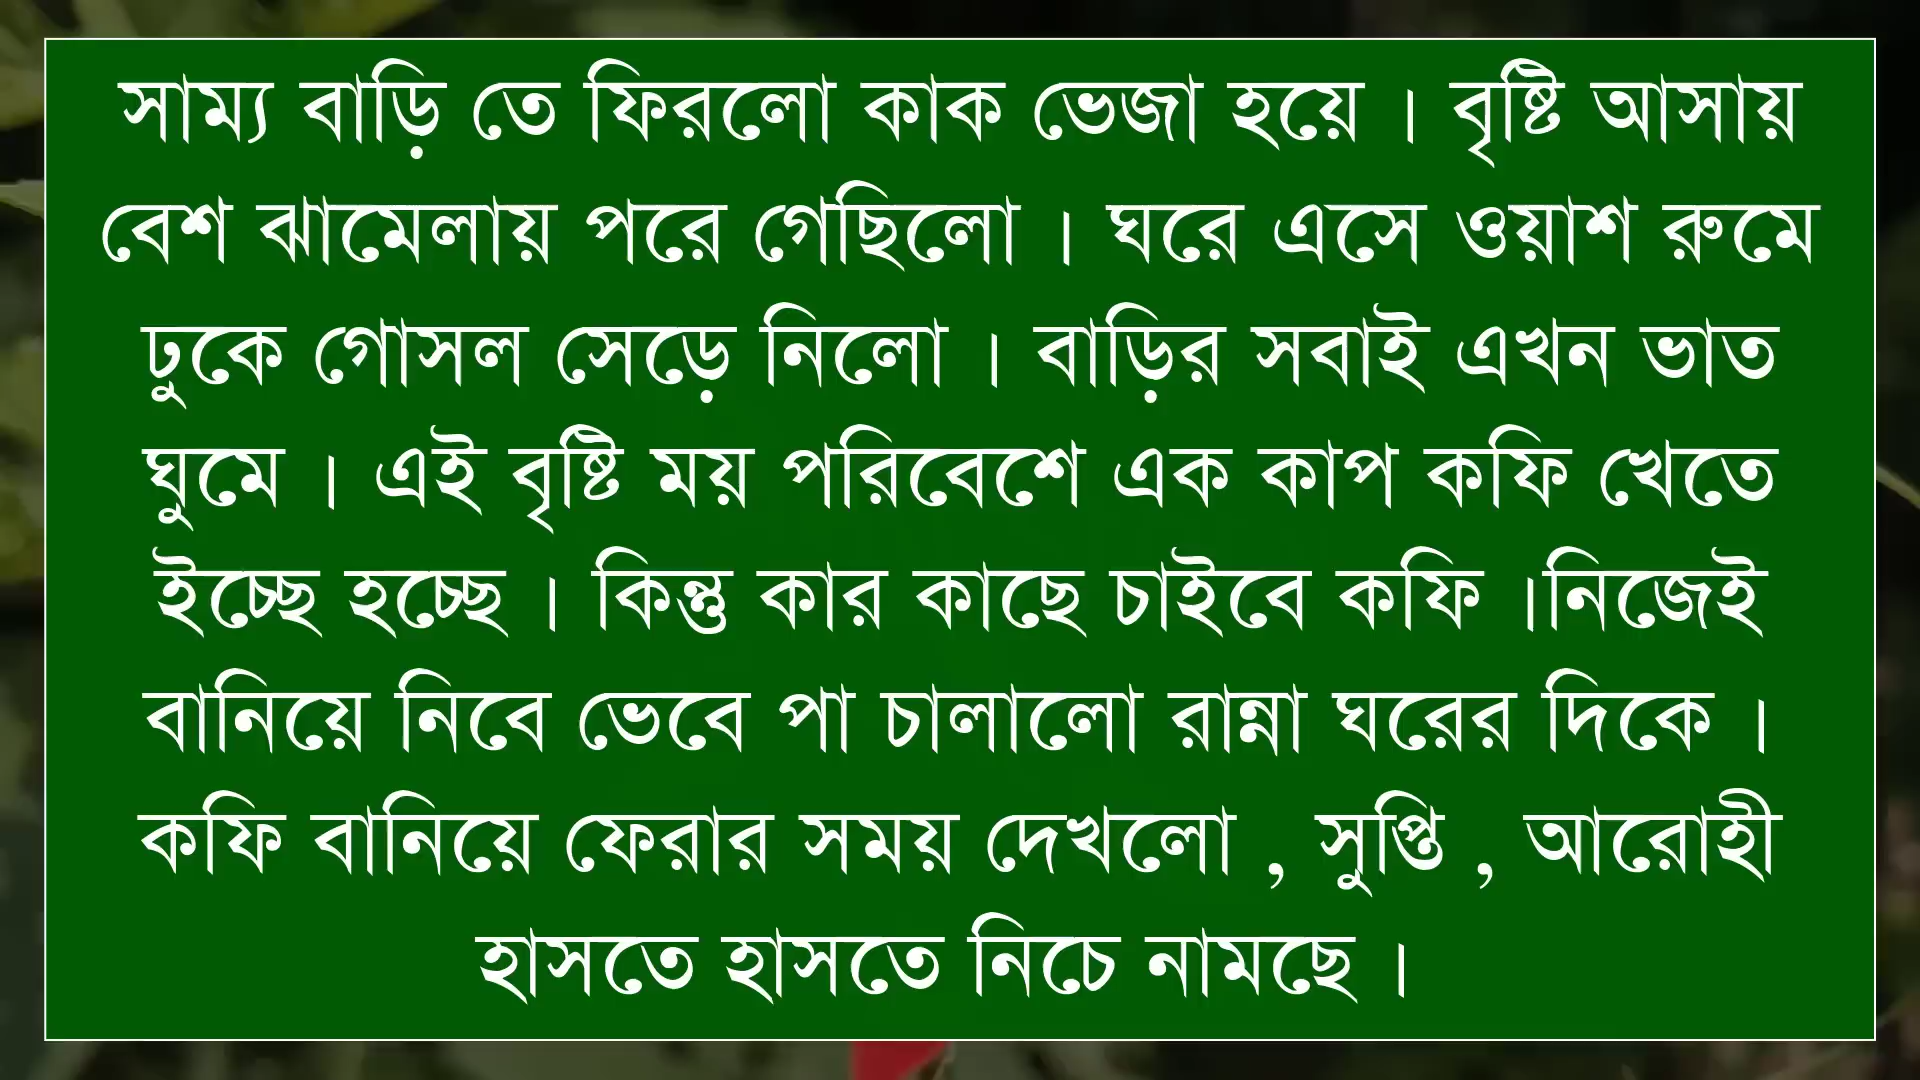 সাম্য বাড়ি তে ফিরলো কাক ভেজা হয়ে । বৃষ্টি আসায়
বেশ ঝামেলায় পরে গেছিলো । ঘরে এসে ওয়াশ রুমে
ঢুকে গোসল সেড়ে নিলো । বাড়ির সবাই এখন ভাত
ঘুমে । এই বৃষ্টি ময় পরিবেশে এক কাপ কফি খেতে
ইচ্ছে হচ্ছে । কিন্তু কার কাছে চাইবে কফি ।নিজেই
বানিয়ে নিবে ভেবে পা চালালো রান্না ঘরের দিকে ।
কফি বানিয়ে ফেরার সময় দেখলো , সুপ্তি , আরোহী
হাসতে হাসতে নিচে নামছে ।